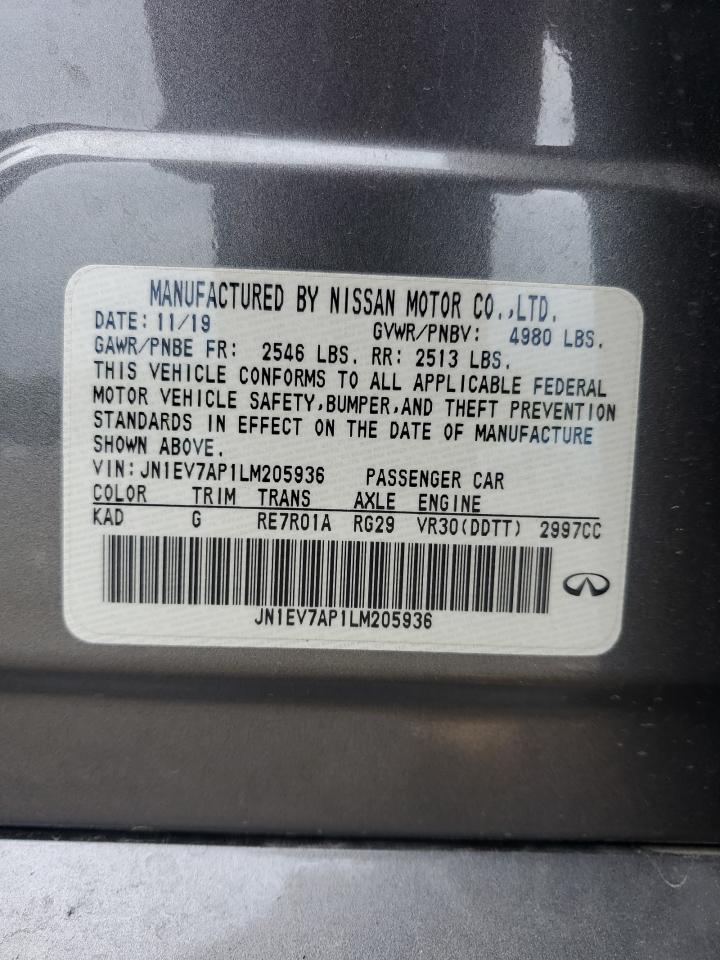 MANUFACTURED BY NISSAN MOTOR CO.,LTD.
DATE: 11/19 GVWR/PNBV: 4980 LBS.
GAWR/PNBE FR: 2546 LBS. RR: 2513 LBS.
THIS VEHICLE CONFORMS TO ALL APPLICABLE FEDERAL
MOTOR VEHICLE SAFETY,BUMPER,AND THEFT PREVENTION
STANDARDS IN EFFECT ON THE DATE OF MANUFACTURE
SHOWN ABOVE.
VIN: JN1EV7AP1LM205936 PASSENGER CAR
COLOR TRIM TRANS AXLE ENGINE
KAD G RE7R01A RG29 VR30(DDTT) 2997CC
JN1EV7AP1LM205936